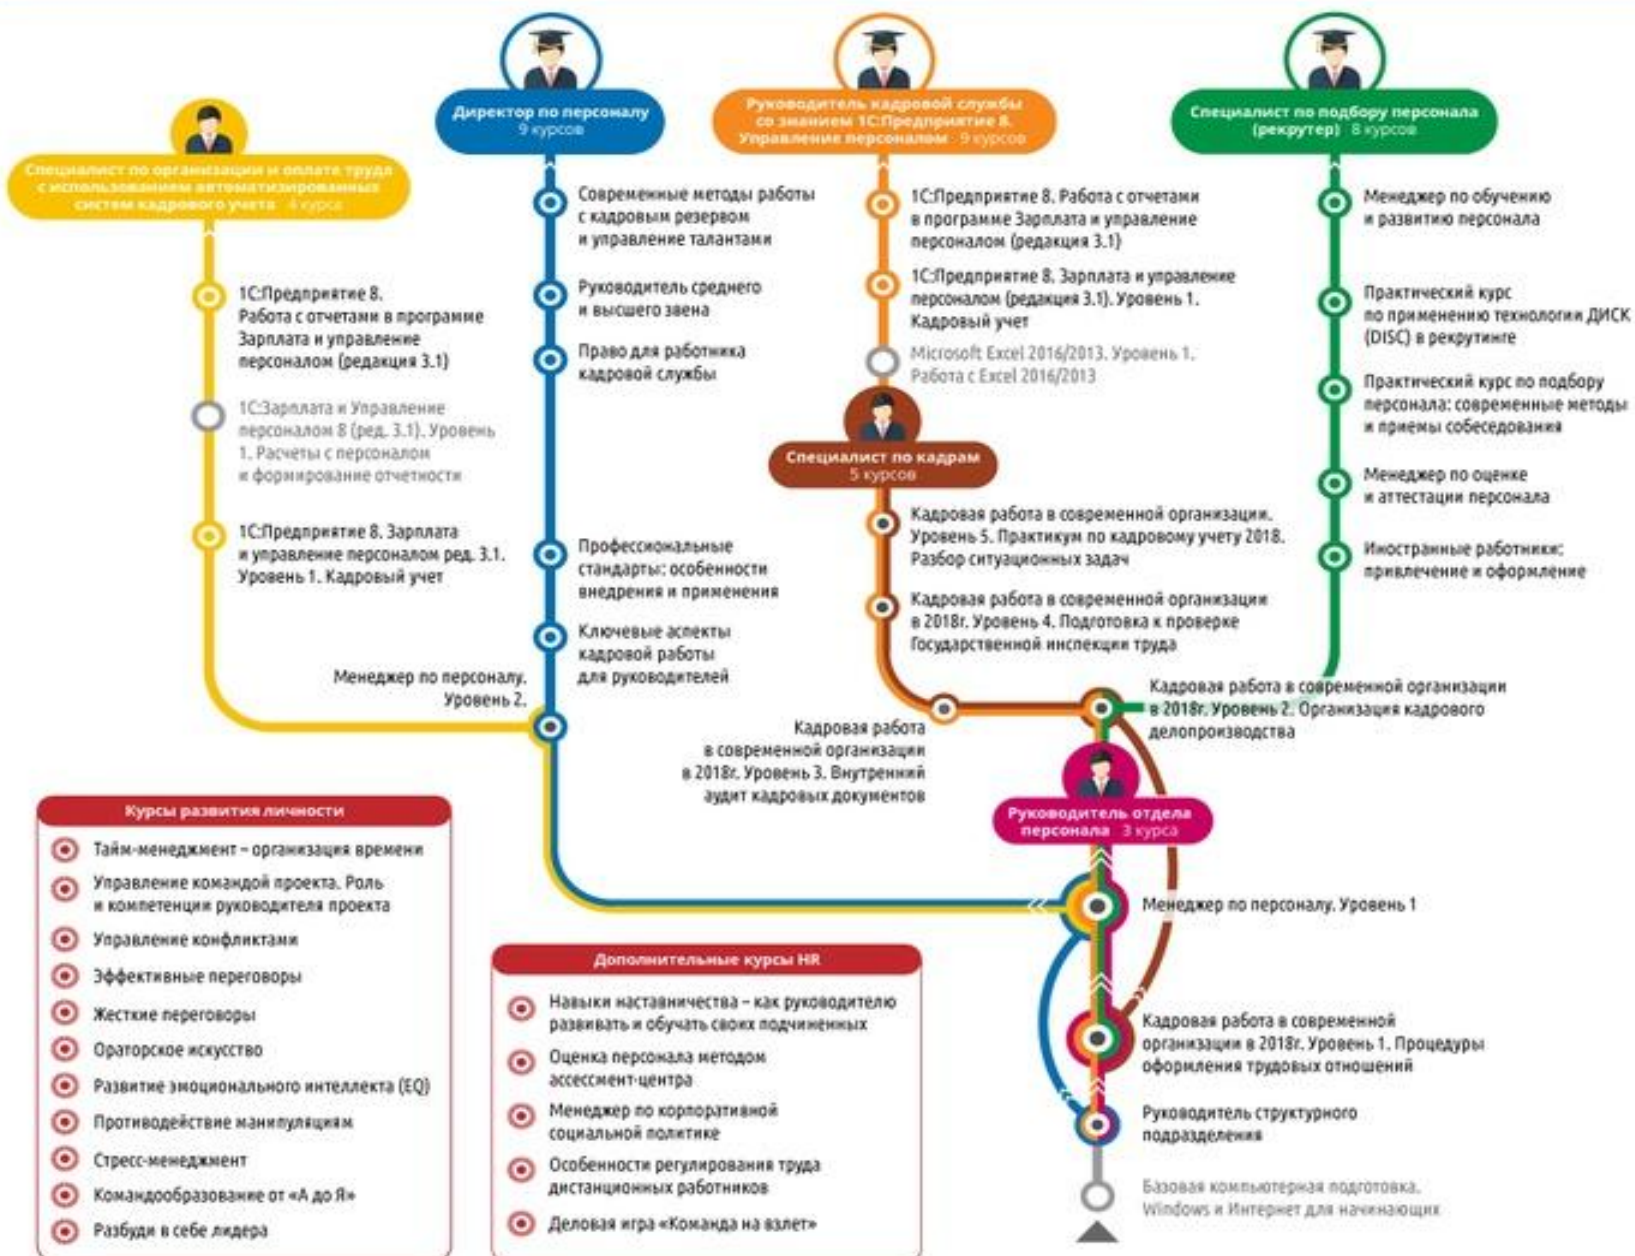 Директор по персоналу
9 курсов
Руководитель кадровой службы
со знанием 1С:Предприятие 8.
Управление персоналом 9 курсов
Специалист по подбору персонала
(рекрутер) 8 курсов
Специалист по организации и оплате труда
с использованием автоматизированных
систем кадрового учета 4 курса
1С:Предприятие 8.
Работа с отчетами в программе
Зарплата и управление
персоналом (редакция 3.1)
1С:Зарплата и Управление
персоналом 8 (ред. 3.1). Уровень
1. Расчеты с персоналом
и формирование отчетности
1С:Предприятие 8. Зарплата
и управление персоналом ред. 3.1.
Уровень 1. Кадровый учет
Современные методы работы
с кадровым резервом
и управление талантами
Руководитель среднего
и высшего звена
Право для работника
кадровой службы
Профессиональные
стандарты: особенности
внедрения и применения
Ключевые аспекты
кадровой работы
для руководителей
Менеджер по персоналу.
Уровень 2.
1С:Предприятие 8. Работа с отчетами
в программе Зарплата и управление
персоналом (редакция 3.1)
1С:Предприятие 8. Зарплата и управление
персоналом (редакция 3.1). Уровень 1.
Кадровый учет
Microsoft Excel 2016/2013. Уровень 1.
Работа с Excel 2016/2013
Специалист по кадрам
5 курсов
Кадровая работа в современной организации.
Уровень 5. Практикум по кадровому учету 2018.
Разбор ситуационных задач
Кадровая работа в современной организации
в 2018г. Уровень 4. Подготовка к проверке
Государственной инспекции труда
Кадровая работа
в современной организации
в 2018г. Уровень 3. Внутренний
аудит кадровых документов
Менеджер по обучению
и развитию персонала
Практический курс
по применению технологии ДИСК
(DISC) в рекрутинге
Практический курс по подбору
персонала: современные методы
и приемы собеседования
Менеджер по оценке
и аттестации персонала
Иностранные работники:
привлечение и оформление
Кадровая работа в современной организации
в 2018г. Уровень 2. Организация кадрового
делопроизводства
Руководитель отдела
персонала 3 курса
Менеджер по персоналу. Уровень 1
Кадровая работа в современной
организации в 2018г. Уровень 1. Процедуры
оформления трудовых отношений
Руководитель структурного
подразделения
Базовая компьютерная подготовка.
Windows и Интернет для начинающих
Курсы развития личности
Тайм-менеджмент – организация времени
Управление командой проекта. Роль
и компетенции руководителя проекта
Управление конфликтами
Эффективные переговоры
Жесткие переговоры
Ораторское искусство
Развитие эмоционального интеллекта (EQ)
Противодействие манипуляциям
Стресс-менеджмент
Командообразование от «А до Я»
Разбуди в себе лидера
Дополнительные курсы HR
Навыки наставничества – как руководителю
развивать и обучать своих подчиненных
Оценка персонала методом
ассессмент-центра
Менеджер по корпоративной
социальной политике
Особенности регулирования труда
дистанционных работников
Деловая игра «Команда на взлет»